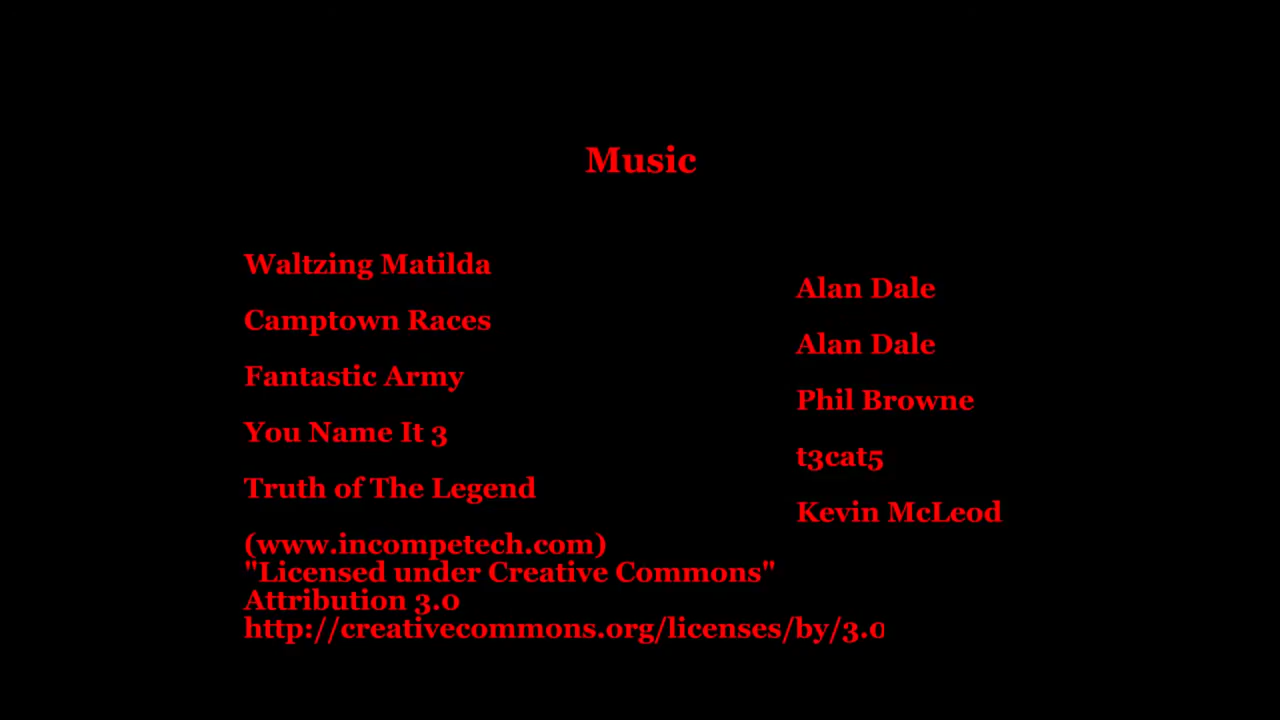 Music
Waltzing Matilda
Alan Dale
Camptown Races
Alan Dale
Fantastic Army
Phil Browne
You Name It 3
t3cat5
Truth of The Legend
Kevin McLeod
(www.incompetech.com)
"Licensed under Creative Commons"
Attribution 3.0
http://creativecommons.org/licenses/by/3.0